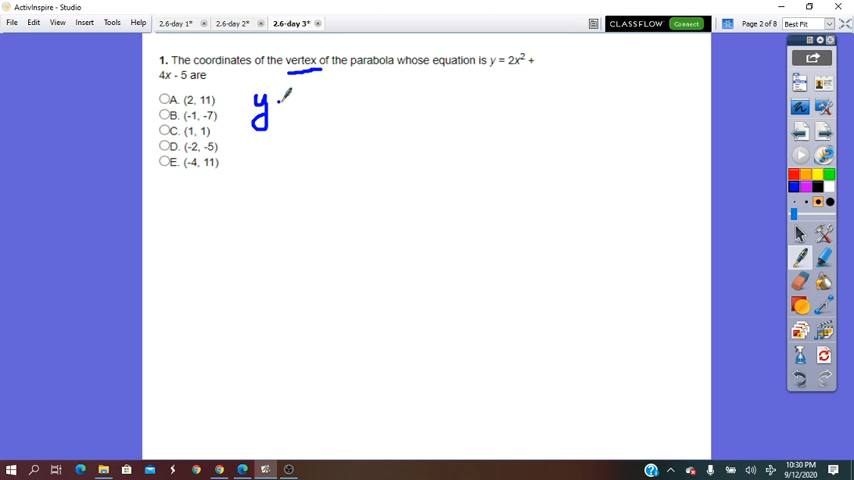 ActivInspire - Studio
File Edit View Insert Tools Help
2.6-day 1*
2.6-day 2*
2.6-day 3*
CLASSFLOW Connect
Page 2 of 8
Best Fit
1. The coordinates of the vertex of the parabola whose equation is y = 2x² +
4x - 5 are
A. (2, 11)
B. (-1, -7)
C. (1, 1)
D. (-2, -5)
E. (-4, 11)
y
10:30 PM
9/12/2020